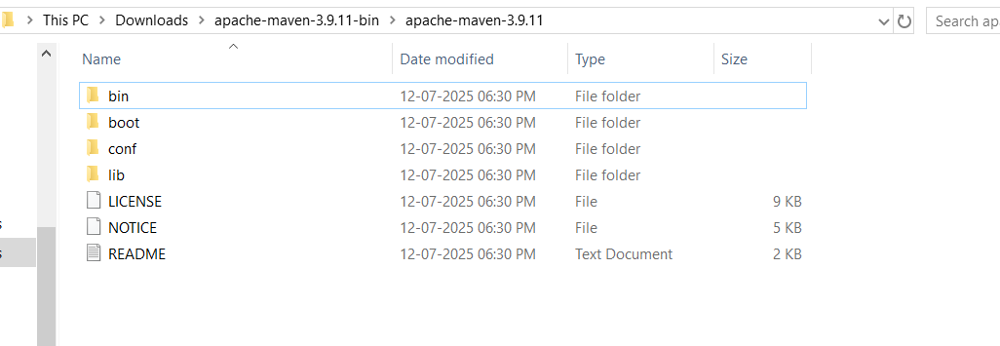 This PC > Downloads > apache-maven-3.9.11-bin > apache-maven-3.9.11 Search ap
Name Date modified Type Size
bin 12-07-2025 06:30 PM File folder
boot 12-07-2025 06:30 PM File folder
conf 12-07-2025 06:30 PM File folder
lib 12-07-2025 06:30 PM File folder
LICENSE 12-07-2025 06:30 PM File 9 KB
NOTICE 12-07-2025 06:30 PM File 5 KB
README 12-07-2025 06:30 PM Text Document 2 KB